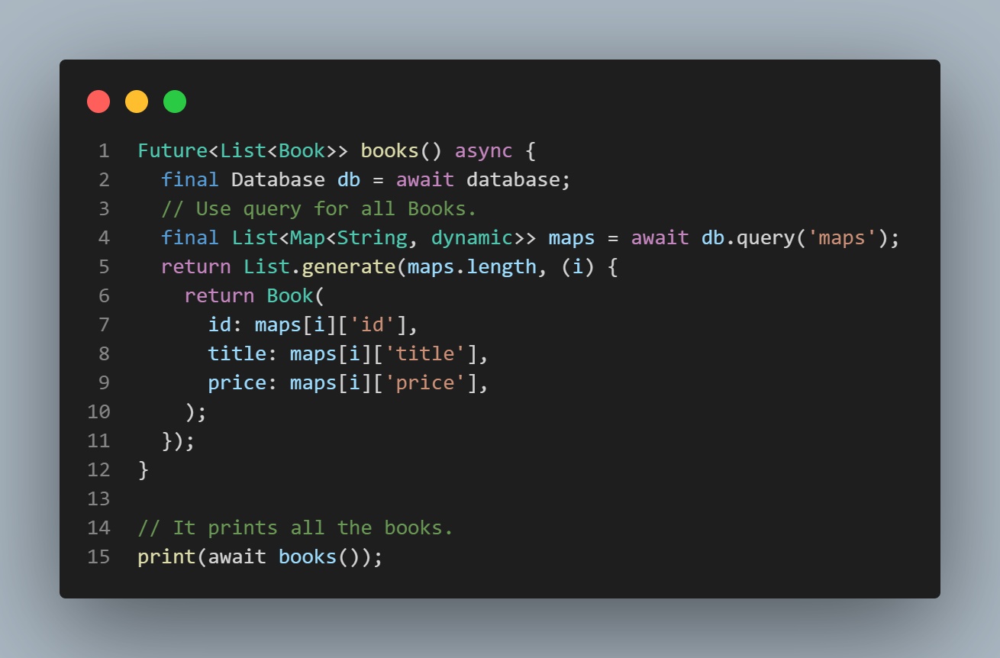 1 Future<List<Book>> books() async {
2   final Database db = await database;
3   // Use query for all Books.
4   final List<Map<String, dynamic>> maps = await db.query('maps');
5   return List.generate(maps.length, (i) {
6     return Book(
7       id: maps[i]['id'],
8       title: maps[i]['title'],
9       price: maps[i]['price'],
10     );
11   });
12 }
13
14 // It prints all the books.
15 print(await books());